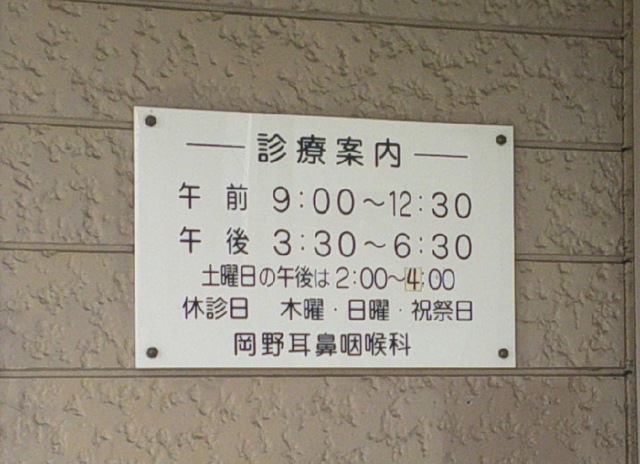 診療案内
午前 9:00～12:30
午後 3:30～6:30
土曜日の午後は2:00～4:00
休診日 木曜・日曜・祝祭日
岡野耳鼻咽喉科